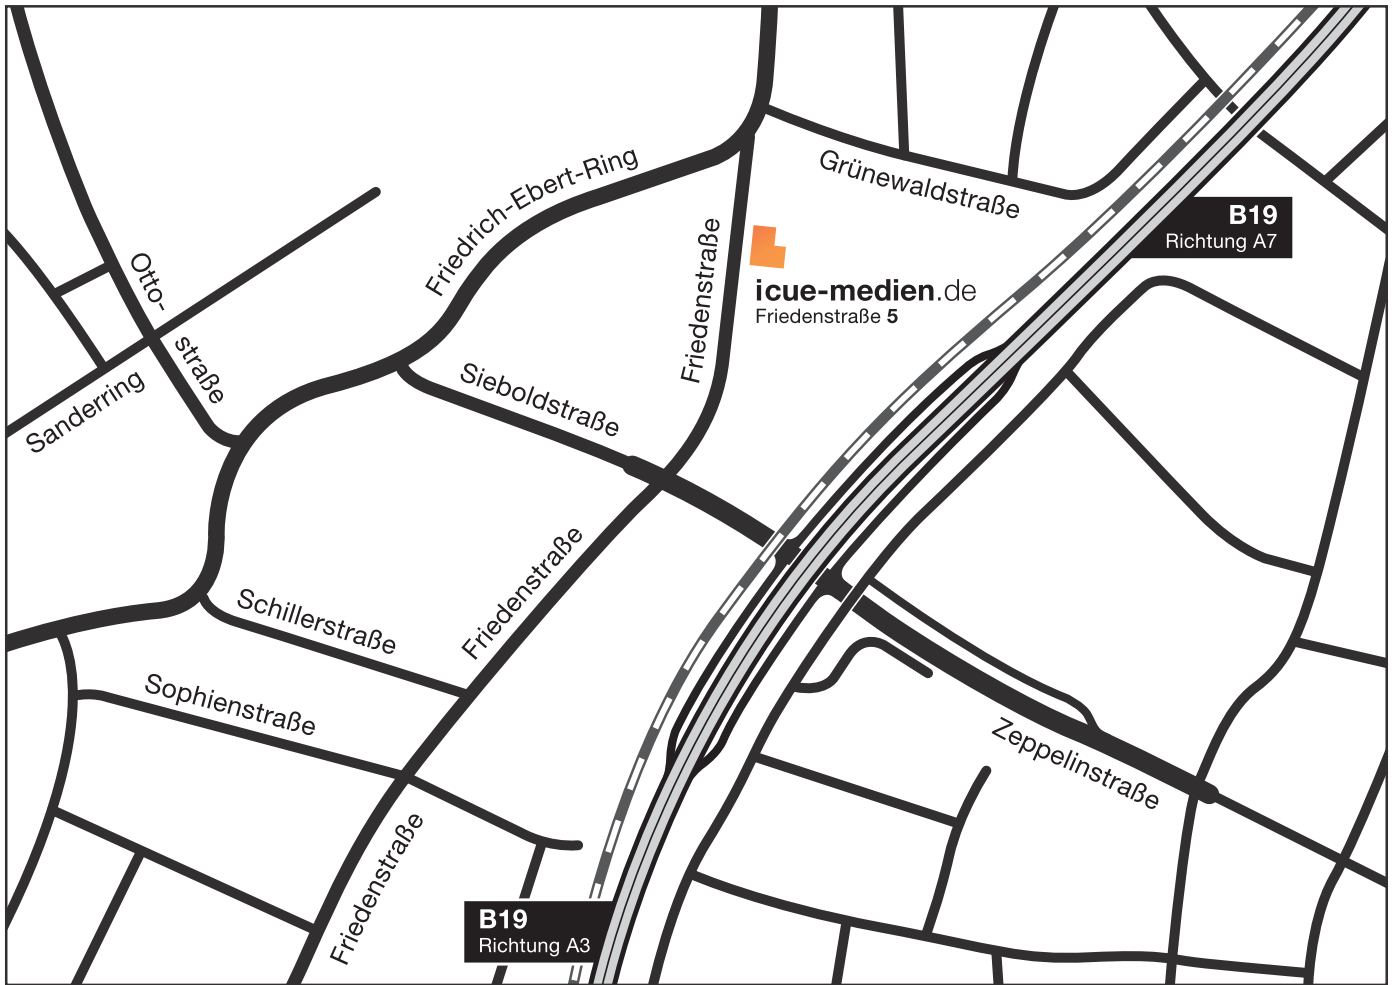 Friedrich-Ebert-Ring
Grünewaldstraße
B19
Richtung A7
Otto-
straße
Friedenstraße
icue-medien.de
Friedenstraße 5
Sanderring
Sieboldstraße
Friedenstraße
Schillerstraße
Sophienstraße
Zeppelinstraße
Friedenstraße
B19
Richtung A3